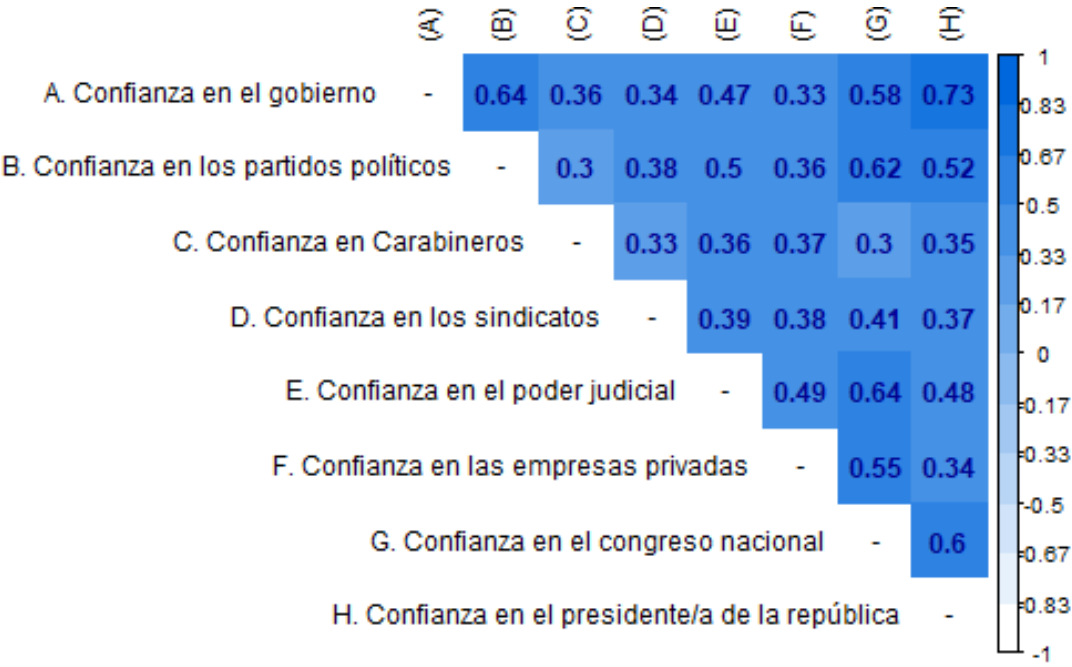 (A) (B) (C) (D) (E) (F) (G) (H)
A. Confianza en el gobierno - 0.64 0.36 0.34 0.47 0.33 0.58 0.73
B. Confianza en los partidos políticos - 0.3 0.38 0.5 0.36 0.62 0.52
C. Confianza en Carabineros - 0.33 0.36 0.37 0.3 0.35
D. Confianza en los sindicatos - 0.39 0.38 0.41 0.37
E. Confianza en el poder judicial - 0.49 0.64 0.48
F. Confianza en las empresas privadas - 0.55 0.34
G. Confianza en el congreso nacional - 0.6
H. Confianza en el presidente/a de la república -
1
0.83
0.67
0.5
0.33
0.17
0
-0.17
-0.33
-0.5
-0.67
-0.83
-1